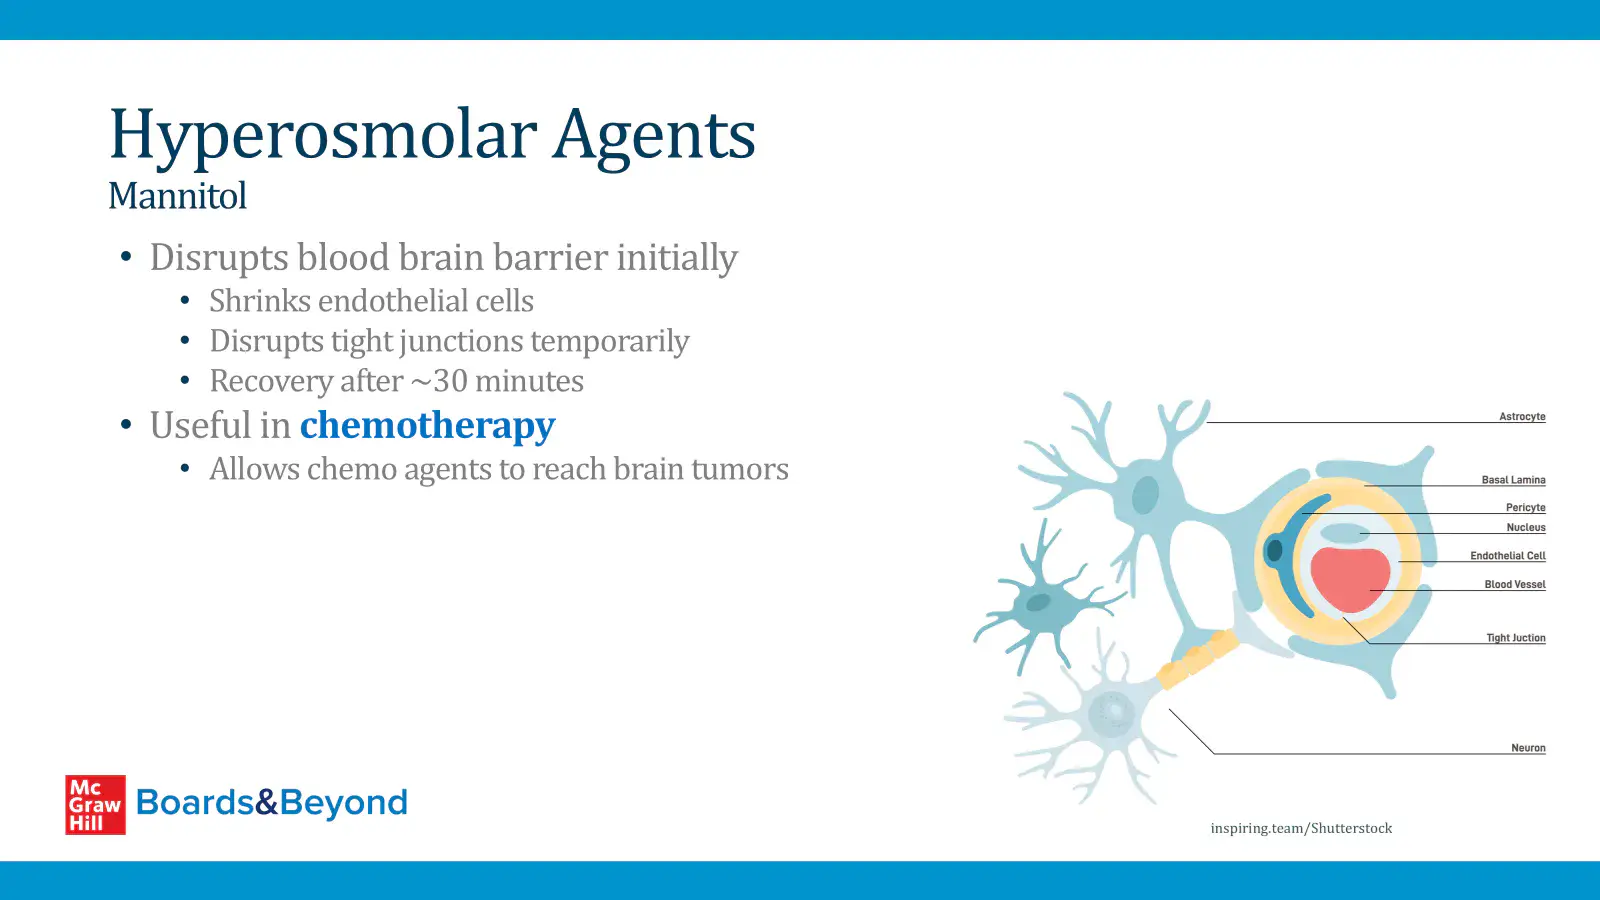 Hyperosmolar Agents
Mannitol
• Disrupts blood brain barrier initially
• Shrinks endothelial cells
• Disrupts tight junctions temporarily
• Recovery after ~30 minutes
• Useful in chemotherapy
• Allows chemo agents to reach brain tumors
Astrocyte
Basal Lamina
Pericyte
Nucleus
Endothelial Cell
Blood Vessel
Tight Juction
Neuron
Mc
Graw
Hill
Boards&Beyond
inspiring.team/Shutterstock